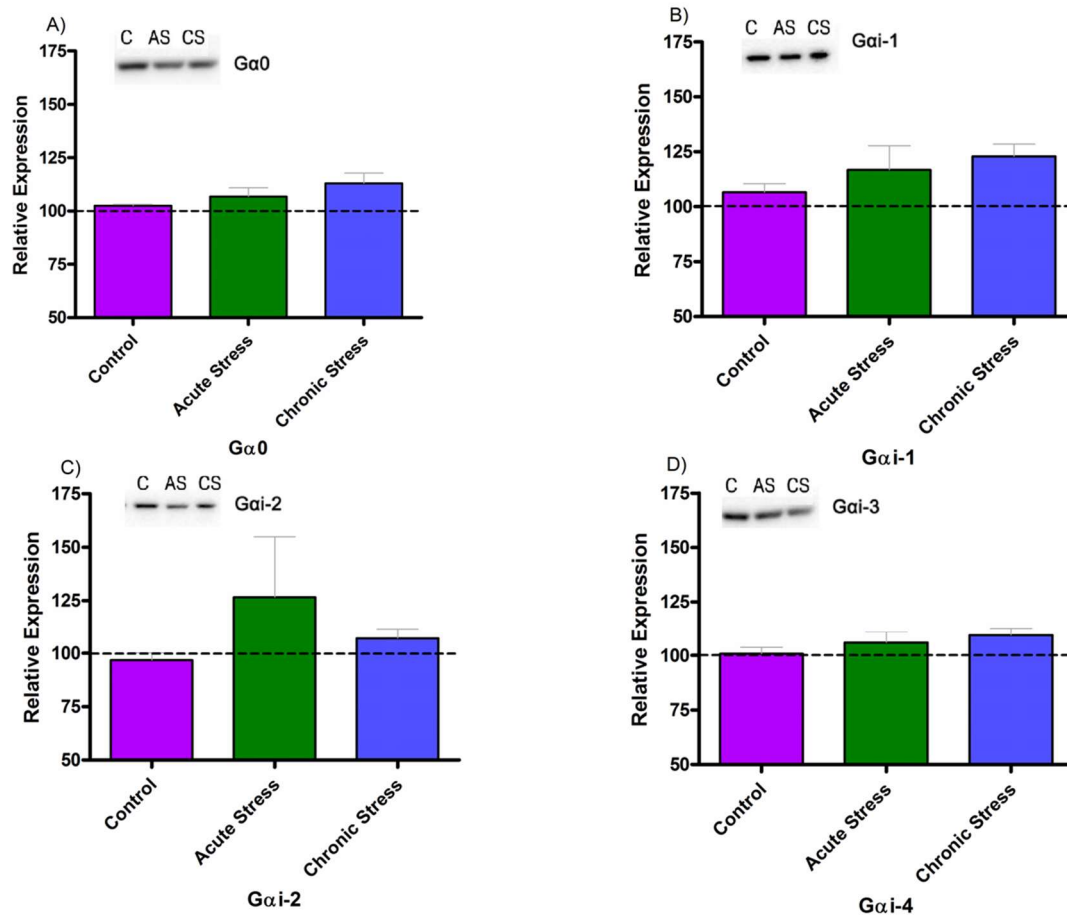 A)
C AS CS
Gα0
175
150
125
100
75
50
Relative Expression
Control
Acute Stress
Chronic Stress
Gα0
B)
C AS CS
Gαi-1
175
150
125
100
75
50
Relative Expression
Control
Acute Stress
Chronic Stress
Gαi-1
C)
C AS CS
Gαi-2
175
150
125
100
75
50
Relative Expression
Control
Acute Stress
Chronic Stress
Gαi-2
D)
C AS CS
Gαi-3
175
150
125
100
75
50
Relative Expression
Control
Acute Stress
Chronic Stress
Gαi-4